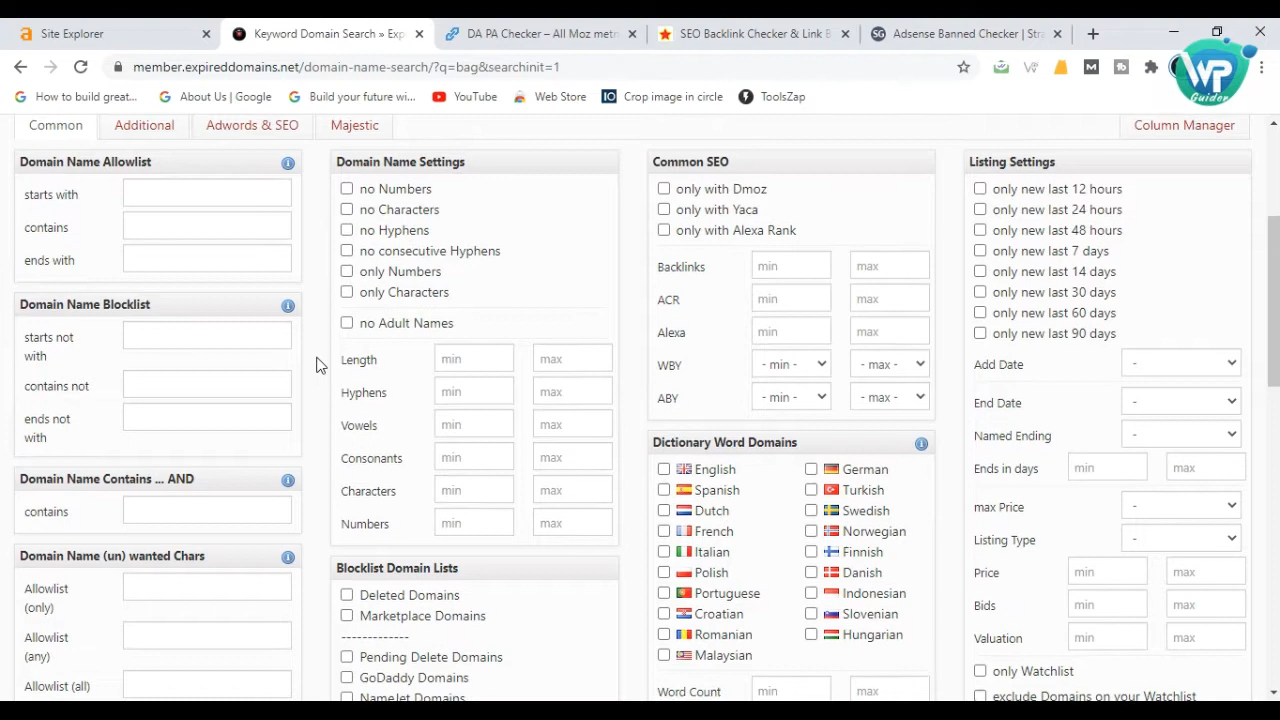 Site Explorer
Keyword Domain Search » Exp
DA PA Checker – All Moz metr
SEO Backlink Checker & Link B
Adsense Banned Checker | Stra
member.expireddomains.net/domain-name-search/?q=bag&searchinit=1
WP
Guider
How to build great...
About Us | Google
Build your future wi...
YouTube
Web Store
Crop image in circle
ToolsZap
Common
Additional
Adwords & SEO
Majestic
Column Manager
Domain Name Allowlist
starts with
contains
ends with
Domain Name Blocklist
starts not
with
contains not
ends not
with
Domain Name Contains ... AND
contains
Domain Name (un) wanted Chars
Allowlist
(only)
Allowlist
(any)
Allowlist (all)
Domain Name Settings
no Numbers
no Characters
no Hyphens
no consecutive Hyphens
only Numbers
only Characters
no Adult Names
Length min max
Hyphens min max
Vowels min max
Consonants min max
Characters min max
Numbers min max
Blocklist Domain Lists
Deleted Domains
Marketplace Domains
-------------
Pending Delete Domains
GoDaddy Domains
NameJet Domains
Common SEO
only with Dmoz
only with Yaca
only with Alexa Rank
Backlinks min max
ACR min max
Alexa min max
WBY - min - - max -
ABY - min - - max -
Dictionary Word Domains
English German
Spanish Turkish
Dutch Swedish
French Norwegian
Italian Finnish
Polish Danish
Portuguese Indonesian
Croatian Slovenian
Romanian Hungarian
Malaysian
Word Count min max
Listing Settings
only new last 12 hours
only new last 24 hours
only new last 48 hours
only new last 7 days
only new last 14 days
only new last 30 days
only new last 60 days
only new last 90 days
Add Date -
End Date -
Named Ending -
Ends in days min max
max Price -
Listing Type -
Price min max
Bids min max
Valuation min max
only Watchlist
exclude Domains on your Watchlist